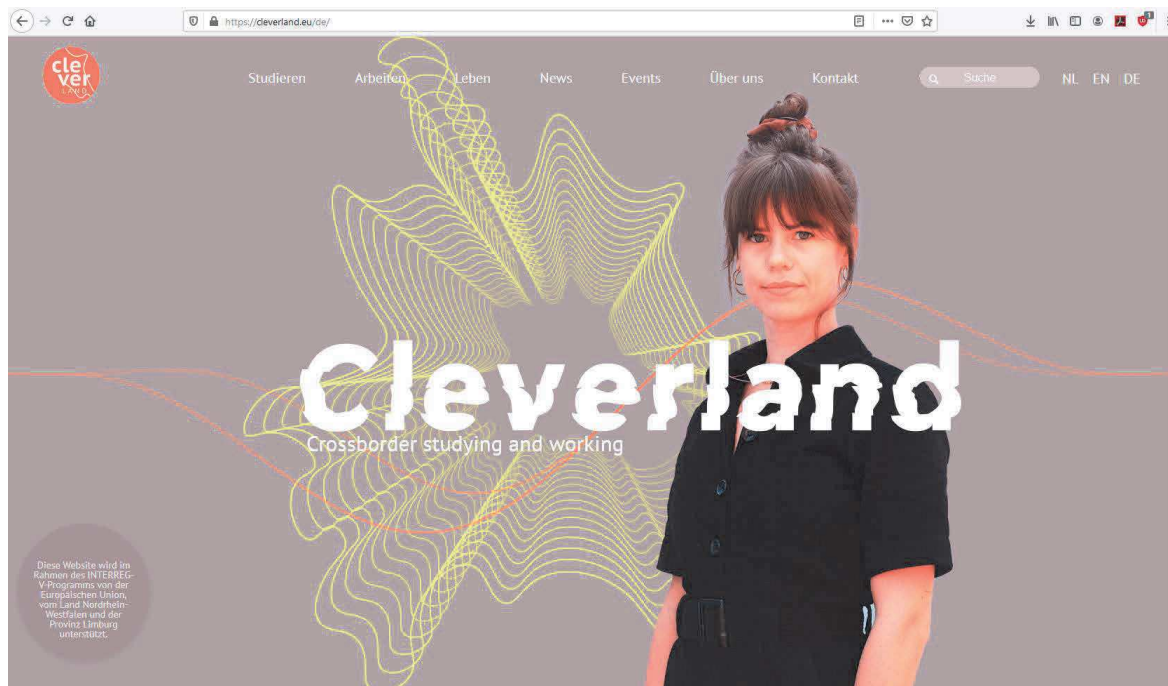 https://cleverland.eu/de/
cle
ver
LAND
Studieren Arbeiten Leben News Events Über uns Kontakt Suche NL EN DE
Cleverland
Crossborder studying and working
Diese Website wird im
Rahmen des INTERREG-
V-Programms von der
Europäischen Union,
vom Land Nordrhein-
Westfalen und der
Provinz Limburg
unterstützt.